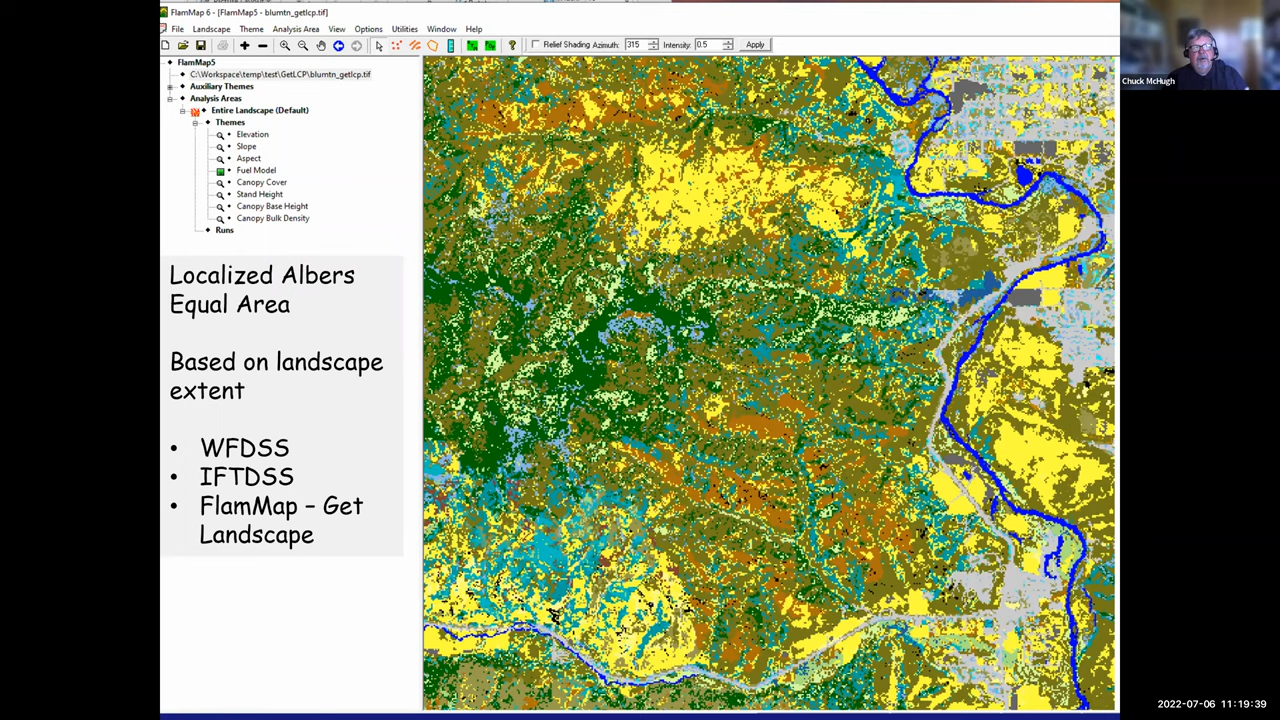 FlamMap 6 - [FlamMap5 - blumtn_getlcp.tif]
File Landscape Theme Analysis Area View Options Utilities Window Help
Relief Shading Azimuth: 315 Intensity: 0.5 Apply
FlamMap5
C:\Workspace\temp\test\GetLCP\blumtn_getlcp.tif
Auxiliary Themes
Analysis Areas
Entire Landscape (Default)
Themes
Elevation
Slope
Aspect
Fuel Model
Canopy Cover
Stand Height
Canopy Base Height
Canopy Bulk Density
Runs
Localized Albers
Equal Area
Based on landscape
extent
• WFDSS
• IFTDSS
• FlamMap – Get
Landscape
Chuck McHugh
2022-07-06 11:19:39